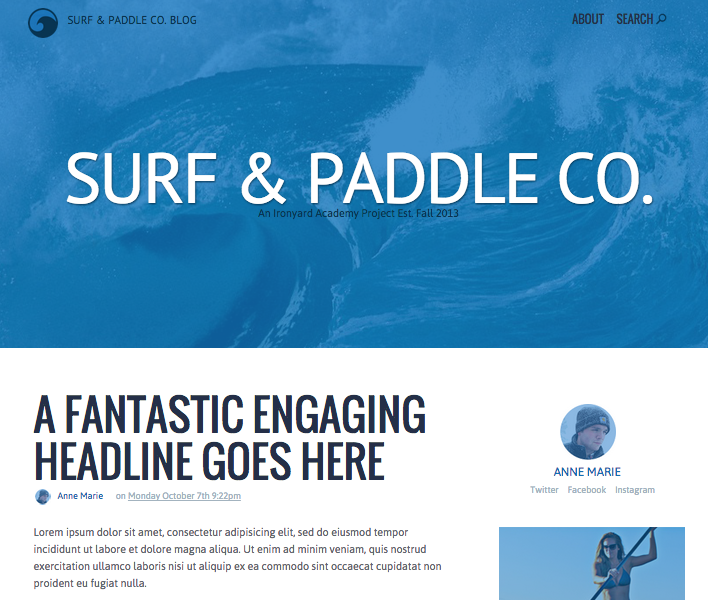 SURF & PADDLE CO. BLOG
ABOUT SEARCH
SURF & PADDLE CO.
An Ironyard Academy Project Est. Fall 2013
A FANTASTIC ENGAGING
HEADLINE GOES HERE
Anne Marie on Monday October 7th 9:22pm
Lorem ipsum dolor sit amet, consectetur adipisicing elit, sed do eiusmod tempor
incididunt ut labore et dolore magna aliqua. Ut enim ad minim veniam, quis nostrud
exercitation ullamco laboris nisi ut aliquip ex ea commodo sint occaecat cupidatat non
proident eu fugiat nulla.
ANNE MARIE
Twitter Facebook Instagram